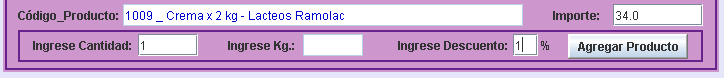 Código_Producto: 1009 _ Crema x 2 kg - Lacteos Ramolac Importe: 34.0
Ingrese Cantidad: 1 Ingrese Kg.: Ingrese Descuento: 1 % Agregar Producto